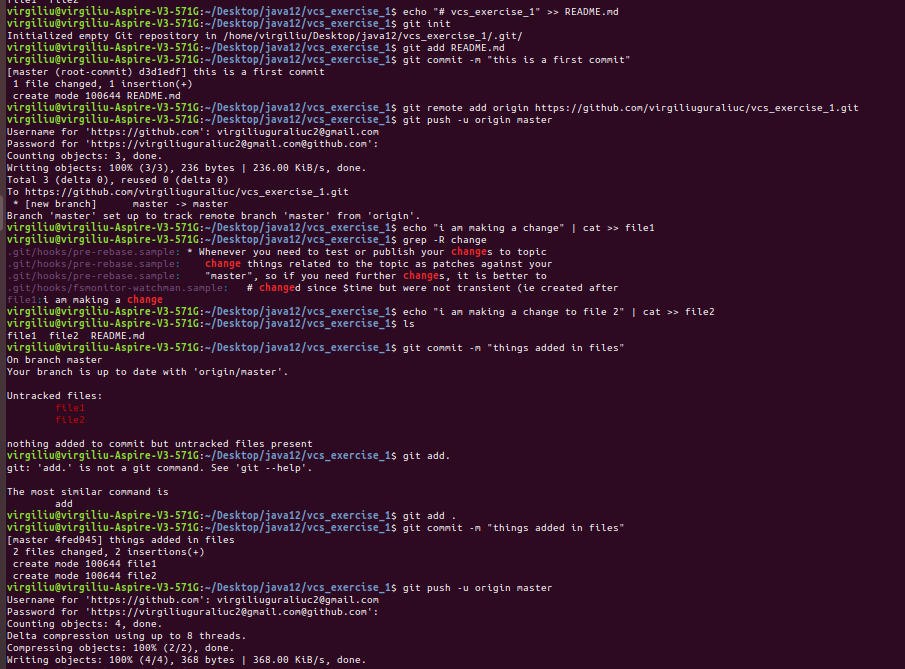 file1  file2
virgiliu@virgiliu-Aspire-V3-571G:~/Desktop/java12/vcs_exercise_1$ echo "# vcs_exercise_1" >> README.md
virgiliu@virgiliu-Aspire-V3-571G:~/Desktop/java12/vcs_exercise_1$ git init
Initialized empty Git repository in /home/virgiliu/Desktop/java12/vcs_exercise_1/.git/
virgiliu@virgiliu-Aspire-V3-571G:~/Desktop/java12/vcs_exercise_1$ git add README.md
virgiliu@virgiliu-Aspire-V3-571G:~/Desktop/java12/vcs_exercise_1$ git commit -m "this is a first commit"
[master (root-commit) d3d1edf] this is a first commit
 1 file changed, 1 insertion(+)
 create mode 100644 README.md
virgiliu@virgiliu-Aspire-V3-571G:~/Desktop/java12/vcs_exercise_1$ git remote add origin https://github.com/virgiliuguraliuc/vcs_exercise_1.git
virgiliu@virgiliu-Aspire-V3-571G:~/Desktop/java12/vcs_exercise_1$ git push -u origin master
Username for 'https://github.com': virgiliuguraliuc2@gmail.com
Password for 'https://virgiliuguraliuc2@gmail.com@github.com':
Counting objects: 3, done.
Writing objects: 100% (3/3), 236 bytes | 236.00 KiB/s, done.
Total 3 (delta 0), reused 0 (delta 0)
To https://github.com/virgiliuguraliuc/vcs_exercise_1.git
 * [new branch]      master -> master
Branch 'master' set up to track remote branch 'master' from 'origin'.
virgiliu@virgiliu-Aspire-V3-571G:~/Desktop/java12/vcs_exercise_1$ echo "i am making a change" | cat >> file1
virgiliu@virgiliu-Aspire-V3-571G:~/Desktop/java12/vcs_exercise_1$ grep -R change
.git/hooks/pre-rebase.sample: * Whenever you need to test or publish your changes to topic
.git/hooks/pre-rebase.sample:    change things related to the topic as patches against your
.git/hooks/pre-rebase.sample:    "master", so if you need further changes, it is better to
.git/hooks/fsmonitor-watchman.sample:   # changed since $time but were not transient (ie created after
file1:i am making a change
virgiliu@virgiliu-Aspire-V3-571G:~/Desktop/java12/vcs_exercise_1$ echo "i am making a change to file 2" | cat >> file2
virgiliu@virgiliu-Aspire-V3-571G:~/Desktop/java12/vcs_exercise_1$ ls
file1  file2  README.md
virgiliu@virgiliu-Aspire-V3-571G:~/Desktop/java12/vcs_exercise_1$ git commit -m "things added in files"
On branch master
Your branch is up to date with 'origin/master'.
Untracked files:
        file1
        file2
nothing added to commit but untracked files present
virgiliu@virgiliu-Aspire-V3-571G:~/Desktop/java12/vcs_exercise_1$ git add.
git: 'add.' is not a git command. See 'git --help'.
The most similar command is
        add
virgiliu@virgiliu-Aspire-V3-571G:~/Desktop/java12/vcs_exercise_1$ git add .
virgiliu@virgiliu-Aspire-V3-571G:~/Desktop/java12/vcs_exercise_1$ git commit -m "things added in files"
[master 4fed045] things added in files
 2 files changed, 2 insertions(+)
 create mode 100644 file1
 create mode 100644 file2
virgiliu@virgiliu-Aspire-V3-571G:~/Desktop/java12/vcs_exercise_1$ git push -u origin master
Username for 'https://github.com': virgiliuguraliuc2@gmail.com
Password for 'https://virgiliuguraliuc2@gmail.com@github.com':
Counting objects: 4, done.
Delta compression using up to 8 threads.
Compressing objects: 100% (2/2), done.
Writing objects: 100% (4/4), 368 bytes | 368.00 KiB/s, done.